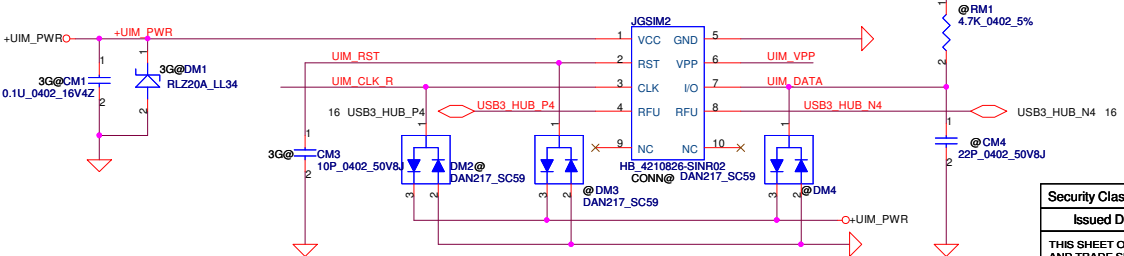 @RM1
4.7K_0402_5%
1
2
+UIM_PWR
+UIM_PWR
1
2
3G@CM1
0.1U_0402_16V4Z
1
2
3G@DM1
RLZ20A_LL34
JGSIM2
1 VCC GND 5
2 RST VPP 6
3 CLK I/O 7
4 RFU RFU 8
9 NC NC 10
UIM_RST
UIM_VPP
UIM_CLK_R
UIM_DATA
16 USB3_HUB_P4
USB3_HUB_P4
USB3_HUB_N4
USB3_HUB_N4 16
HB_4210826-SINR02
CONN@
1
2
3G@
CM3
10P_0402_50V8J
1
3
2
DM2@
DAN217_SC59
1
3
2
@DM3
DAN217_SC59
1
3
2
DAN217_SC59
@DM4
+UIM_PWR
1
2
@CM4
22P_0402_50V8J
Security Clas
Issued D
THIS SHEET O
AND TRADE S